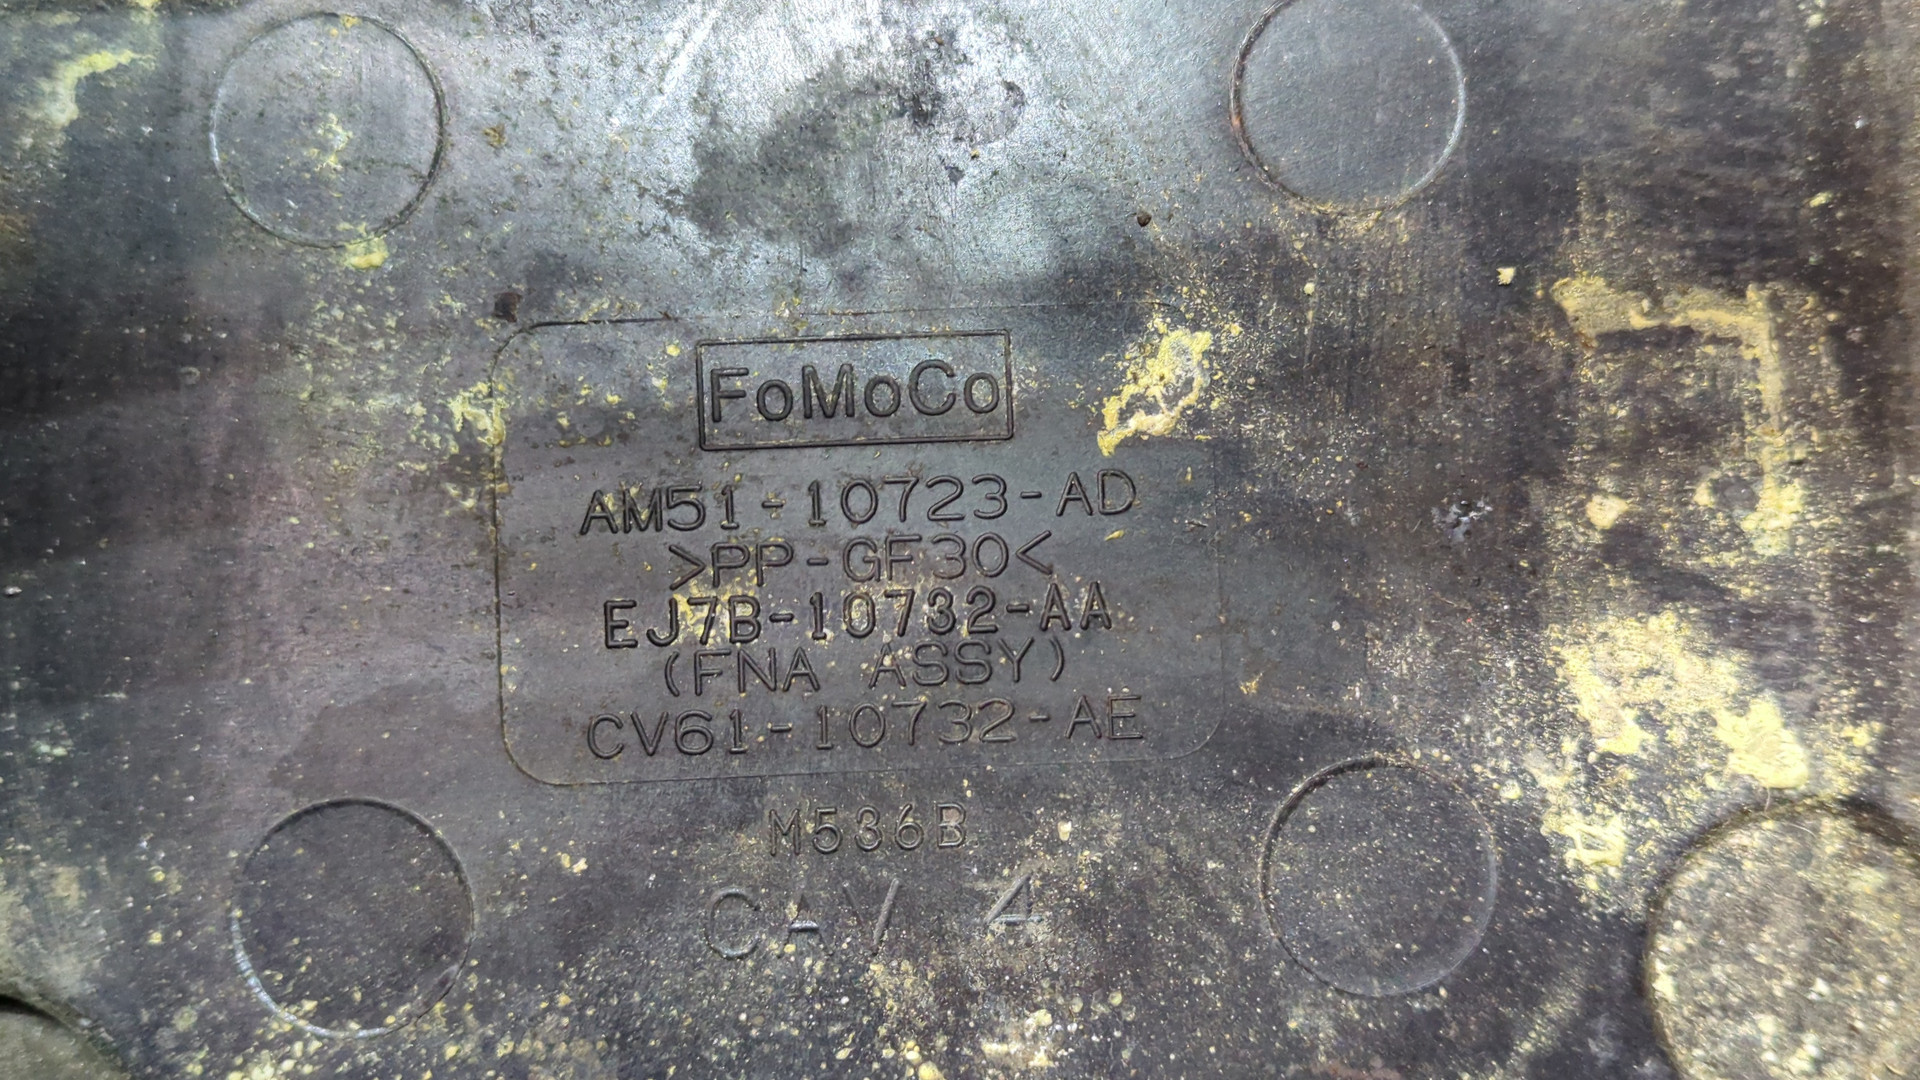 FoMoCo
AM51-10723-AD
>PP-GF30<
EJ7B-10732-AA
(FNA ASSY)
CV61-10732-AE
M536B
CAV 4